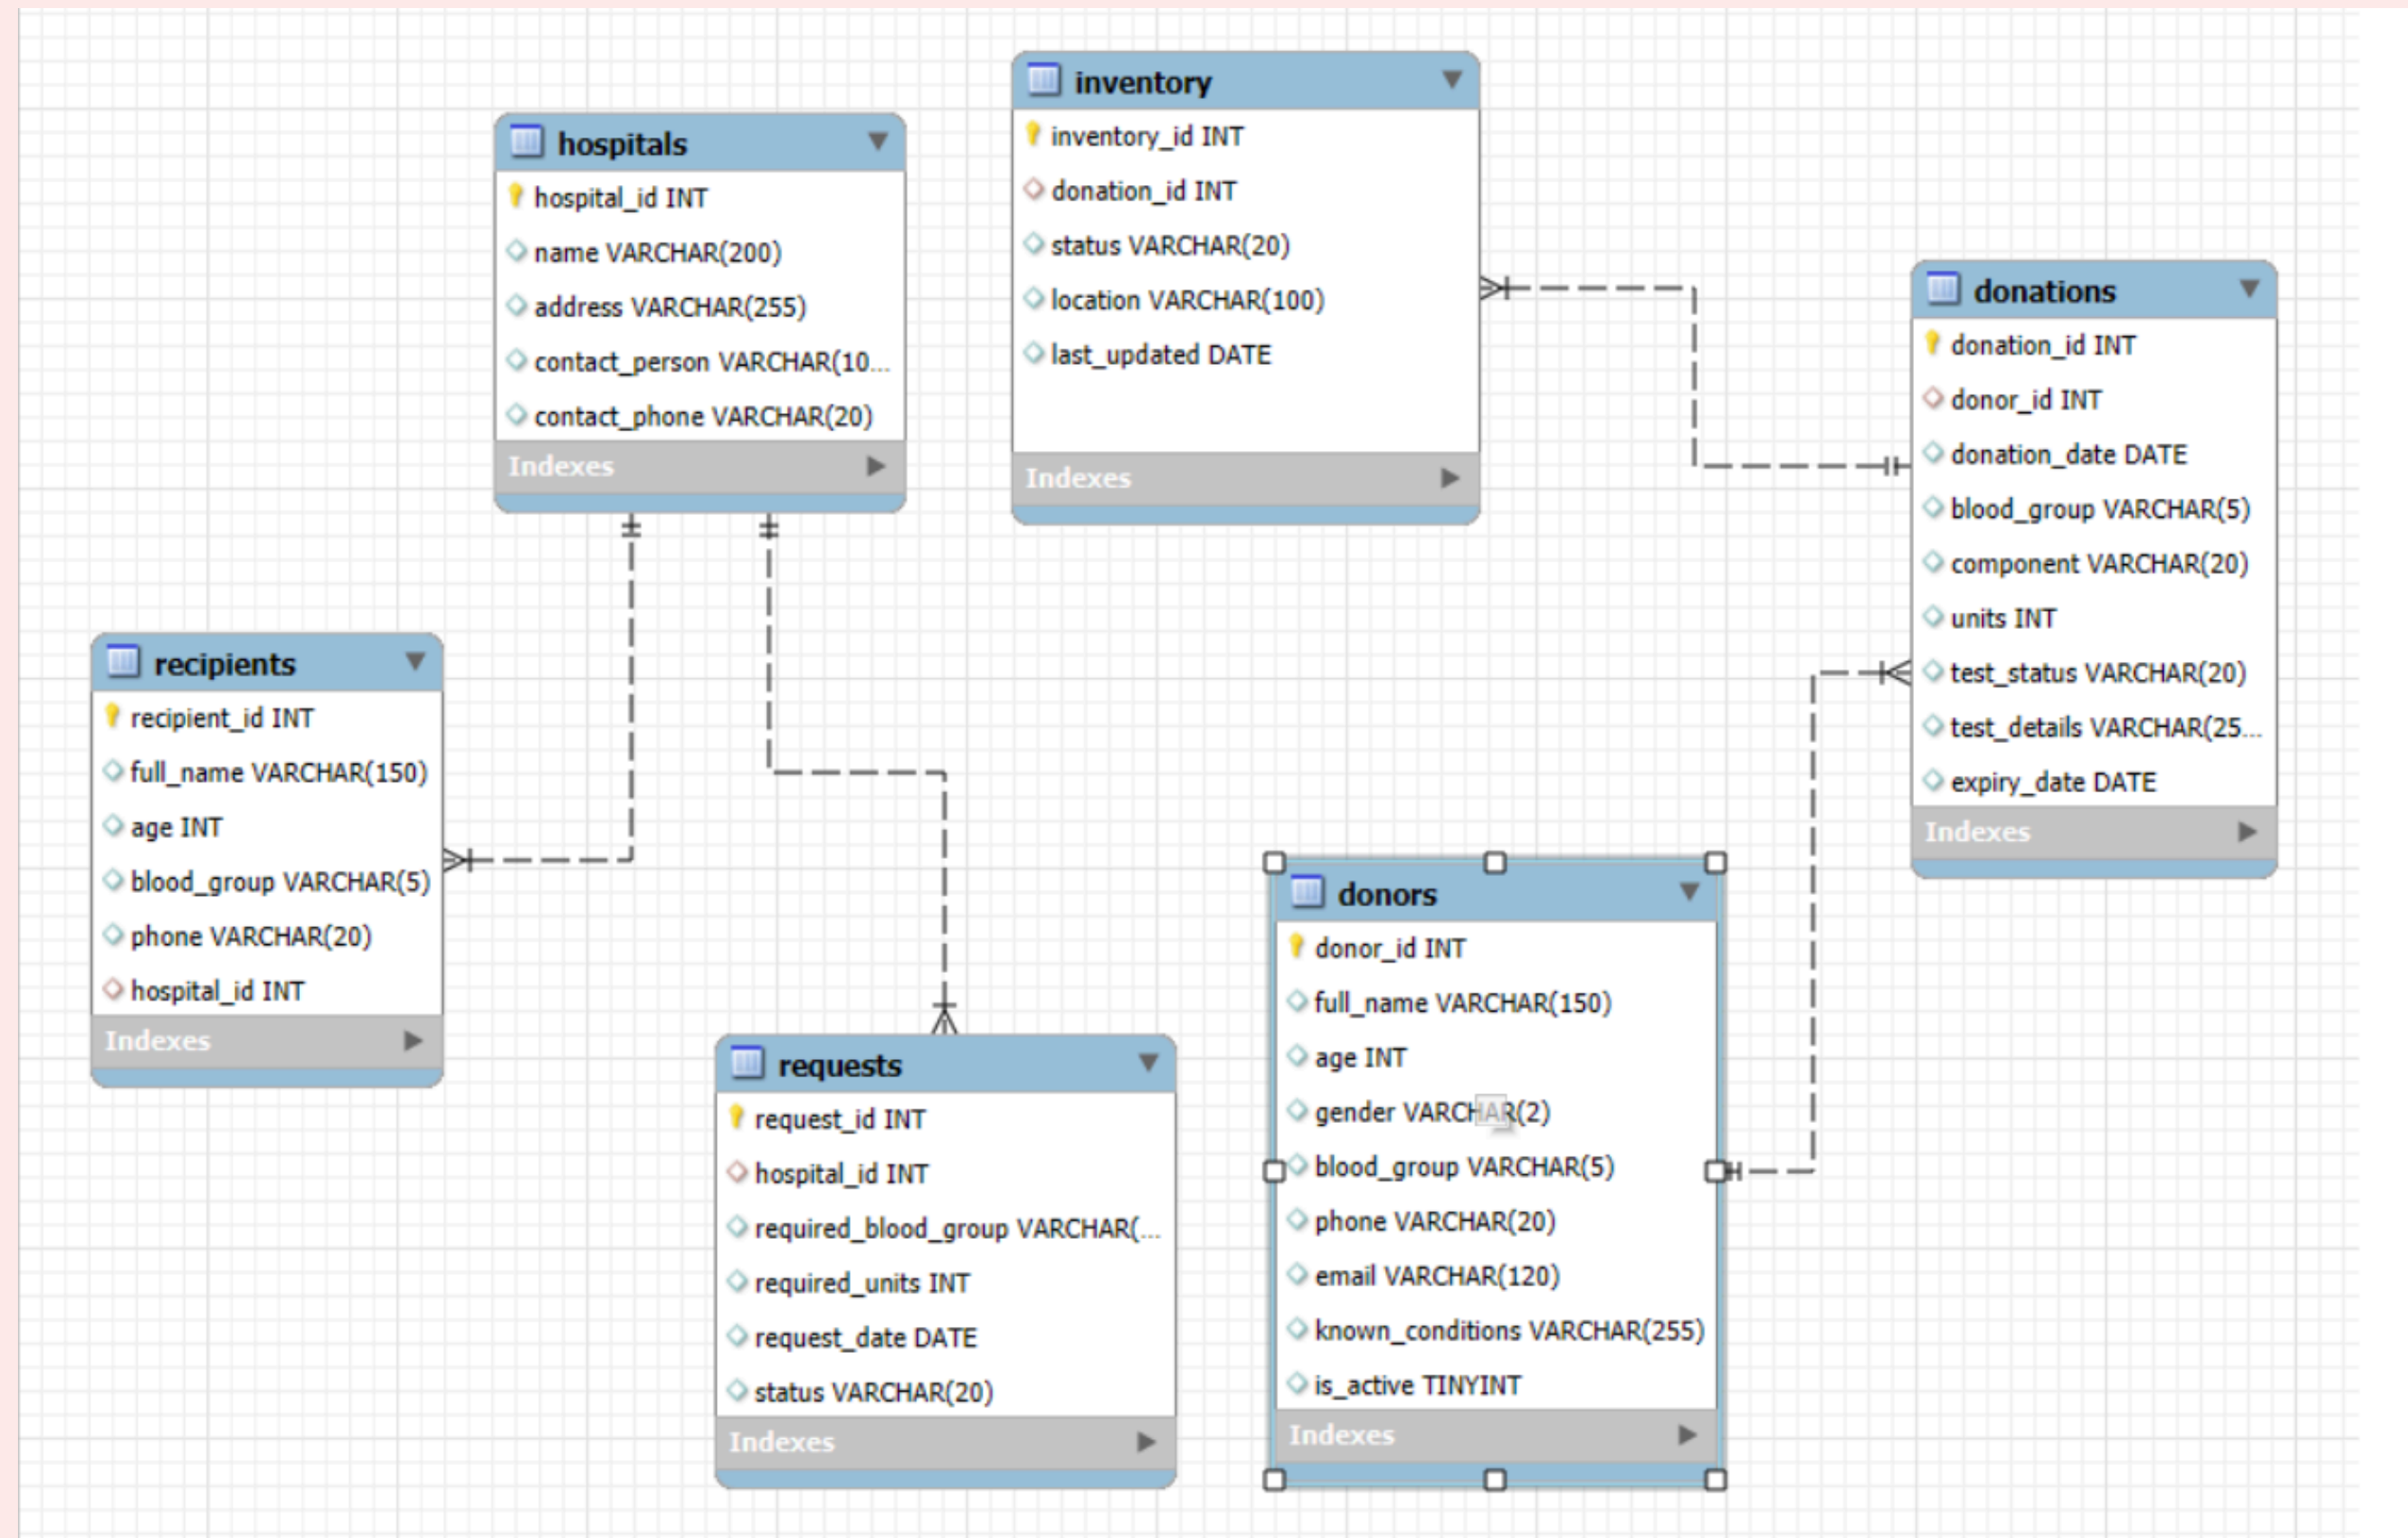 hospitals
hospital_id INT
name VARCHAR(200)
address VARCHAR(255)
contact_person VARCHAR(10...
contact_phone VARCHAR(20)
Indexes
inventory
inventory_id INT
donation_id INT
status VARCHAR(20)
location VARCHAR(100)
last_updated DATE
Indexes
donations
donation_id INT
donor_id INT
donation_date DATE
blood_group VARCHAR(5)
component VARCHAR(20)
units INT
test_status VARCHAR(20)
test_details VARCHAR(25...
expiry_date DATE
Indexes
recipients
recipient_id INT
full_name VARCHAR(150)
age INT
blood_group VARCHAR(5)
phone VARCHAR(20)
hospital_id INT
Indexes
requests
request_id INT
hospital_id INT
required_blood_group VARCHAR(...
required_units INT
request_date DATE
status VARCHAR(20)
Indexes
donors
donor_id INT
full_name VARCHAR(150)
age INT
gender VARCHAR(2)
blood_group VARCHAR(5)
phone VARCHAR(20)
email VARCHAR(120)
known_conditions VARCHAR(255)
is_active TINYINT
Indexes